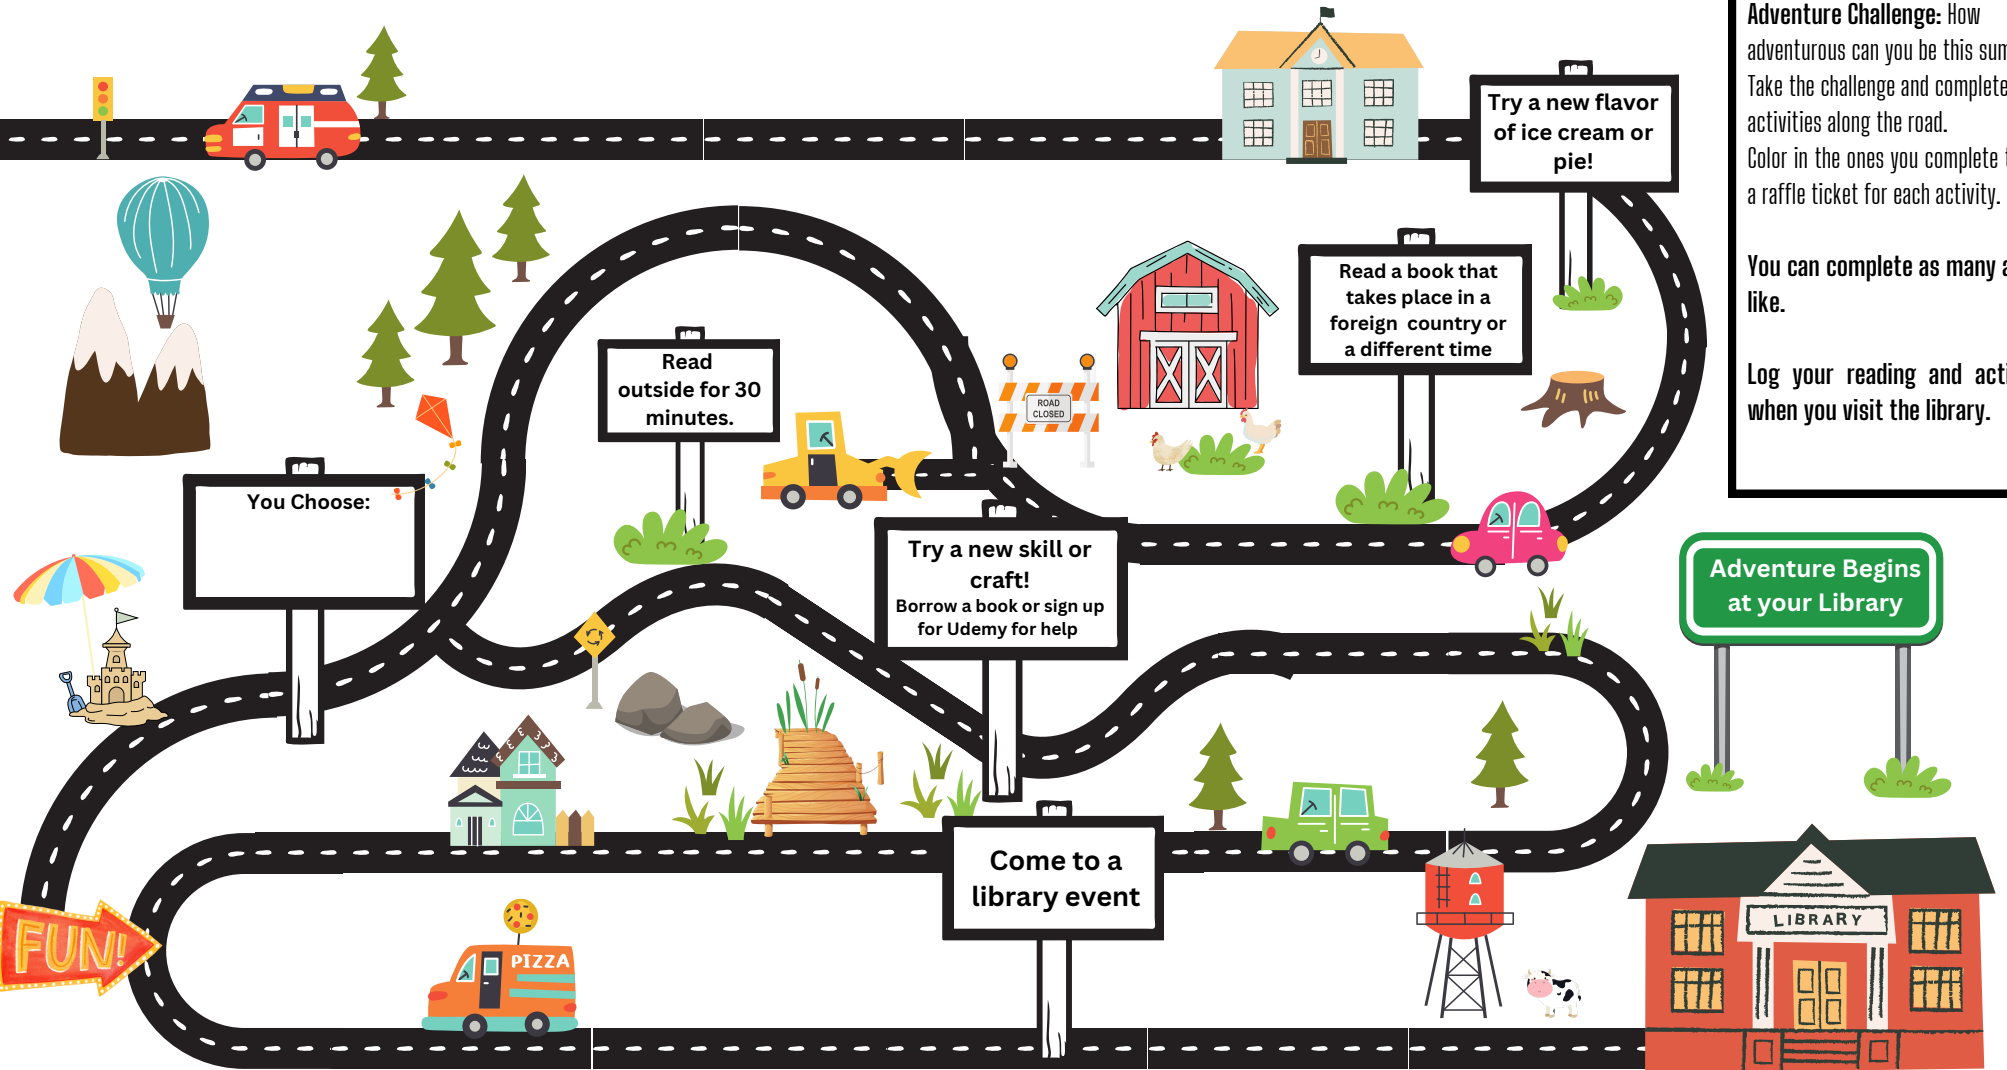 Adventure Challenge: How
adventurous can you be this
Take the challenge and complete
activities along the road.
Color in the ones you complete
a raffle ticket for each activity.
You can complete as many
like.
Log your reading and
when you visit the library.
Try a new flavor
of ice cream or
pie!
Read a book that
takes place in a
foreign country or
a different time
Read
outside for 30
minutes.
ROAD
CLOSED
You Choose:
Try a new skill or
craft!
Borrow a book or sign up
for Udemy for help
Adventure Begins
at your Library
Come to a
library event
FUN!
PIZZA
LIBRARY